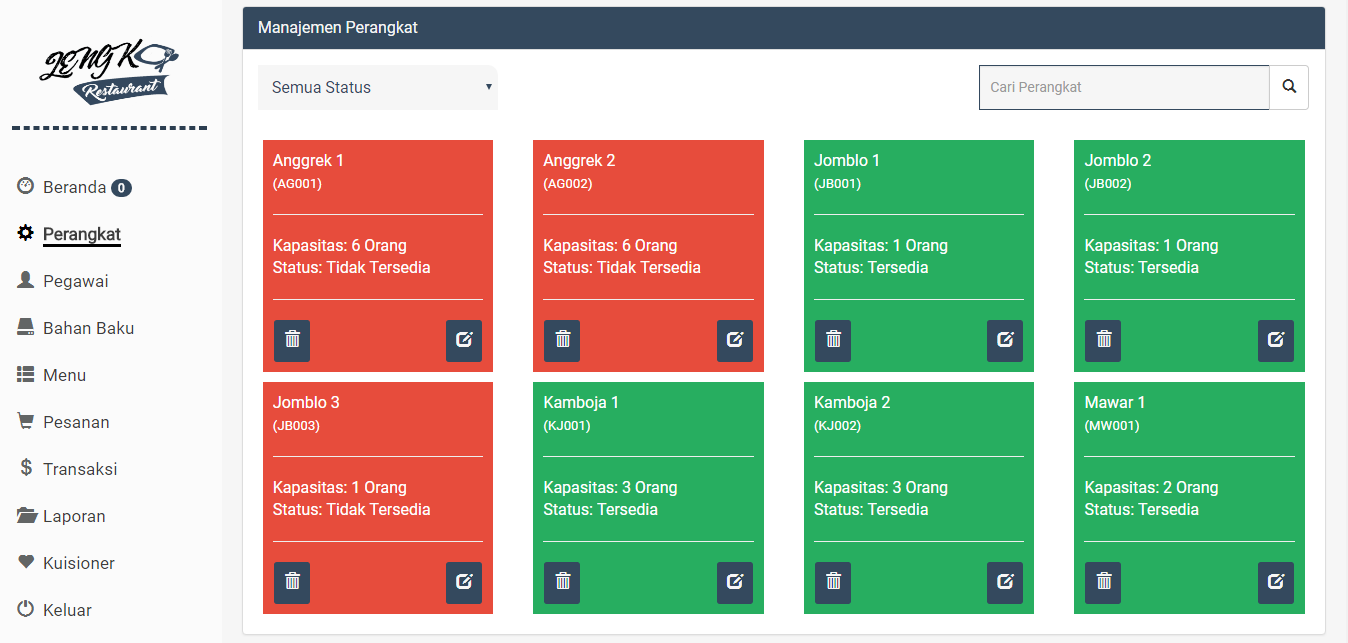 LENGKO
Restaurant
Beranda 0
Perangkat
Pegawai
Bahan Baku
Menu
Pesanan
Transaksi
Laporan
Kuisioner
Keluar
Manajemen Perangkat
Semua Status
Cari Perangkat
Anggrek 1
(AG001)
Kapasitas: 6 Orang
Status: Tidak Tersedia
Anggrek 2
(AG002)
Kapasitas: 6 Orang
Status: Tidak Tersedia
Jomblo 1
(JB001)
Kapasitas: 1 Orang
Status: Tersedia
Jomblo 2
(JB002)
Kapasitas: 1 Orang
Status: Tersedia
Jomblo 3
(JB003)
Kapasitas: 1 Orang
Status: Tidak Tersedia
Kamboja 1
(KJ001)
Kapasitas: 3 Orang
Status: Tersedia
Kamboja 2
(KJ002)
Kapasitas: 3 Orang
Status: Tersedia
Mawar 1
(MW001)
Kapasitas: 2 Orang
Status: Tersedia